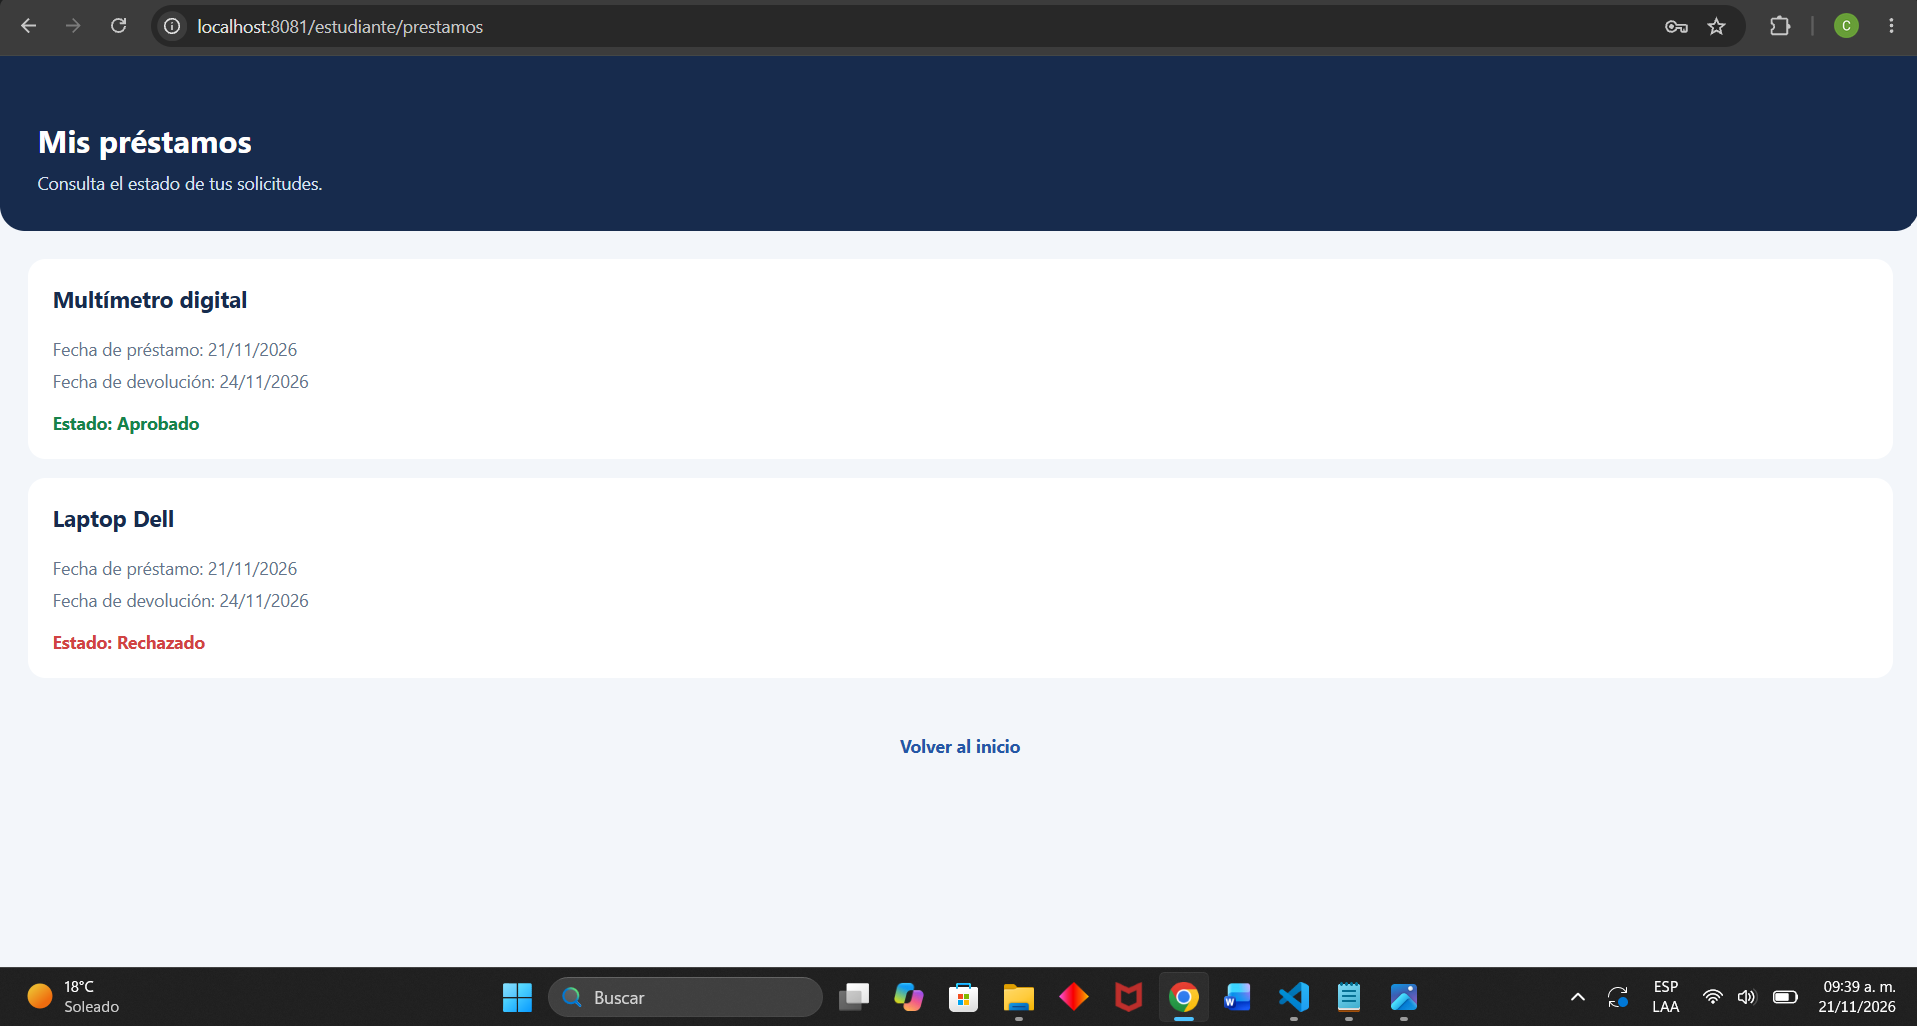 localhost:8081/estudiante/prestamos
C
Mis préstamos
Consulta el estado de tus solicitudes.
Multímetro digital
Fecha de préstamo: 21/11/2026
Fecha de devolución: 24/11/2026
Estado: Aprobado
Laptop Dell
Fecha de préstamo: 21/11/2026
Fecha de devolución: 24/11/2026
Estado: Rechazado
Volver al inicio
18°C
Soleado
Buscar
W
ESP
LAA
09:39 a. m.
21/11/2026